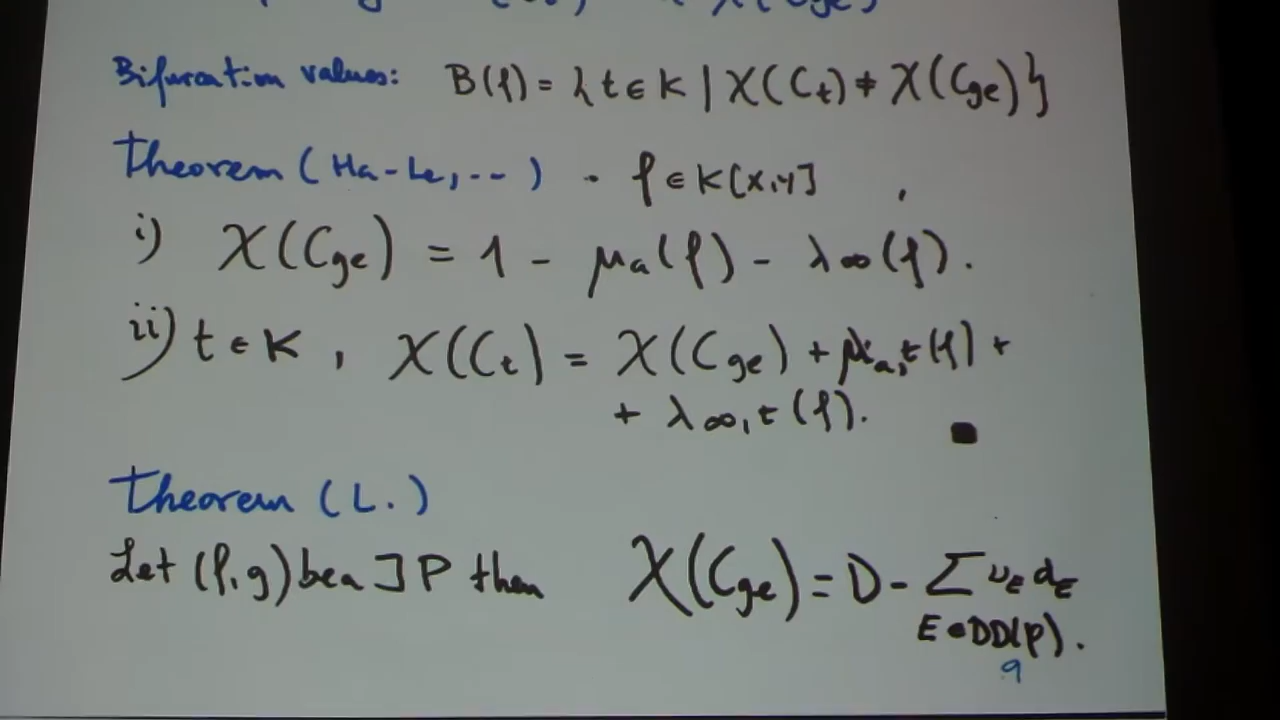 Bifurcation values: B(f) = { t ∈ K | χ(C_t) ≠ χ(C_ge) }
Theorem (Ha-Le, ...) . f ∈ K[x,y]
i) χ(C_ge) = 1 - μ_a(f) - λ_∞(f).
ii) t ∈ K, χ(C_t) = χ(C_ge) + μ_a,t(f) +
+ λ_∞,t(f). ■
Theorem (L.)
Let (f,g) be a JP then χ(C_ge) = D - Σ ν_E d_E
E ∈ DD(f).
9